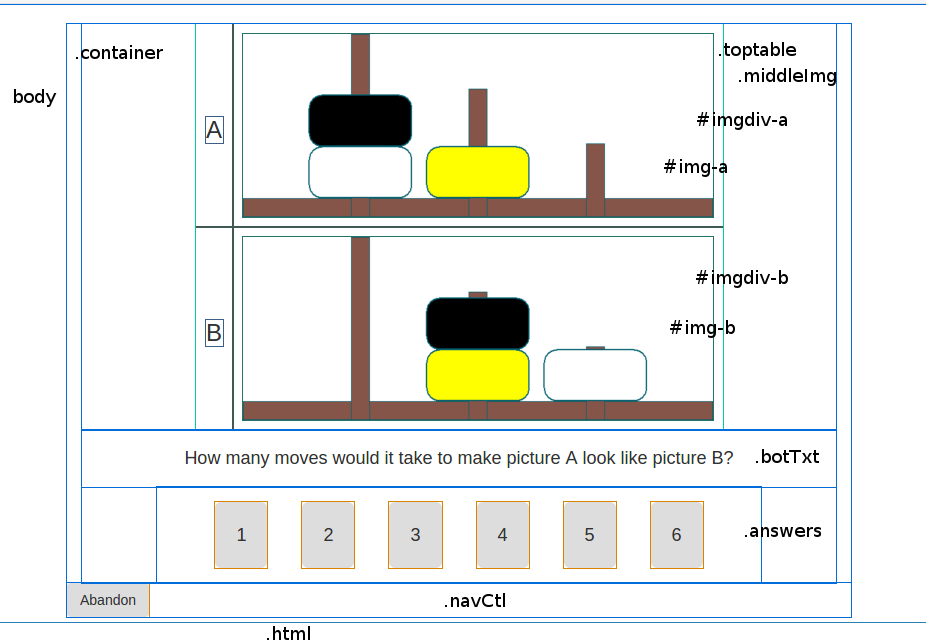 .container
.toptable
.middleImg
body
A
#imgdiv-a
#img-a
B
#imgdiv-b
#img-b
How many moves would it take to make picture A look like picture B?
.botTxt
1 2 3 4 5 6
.answers
Abandon
.navCtl
.html